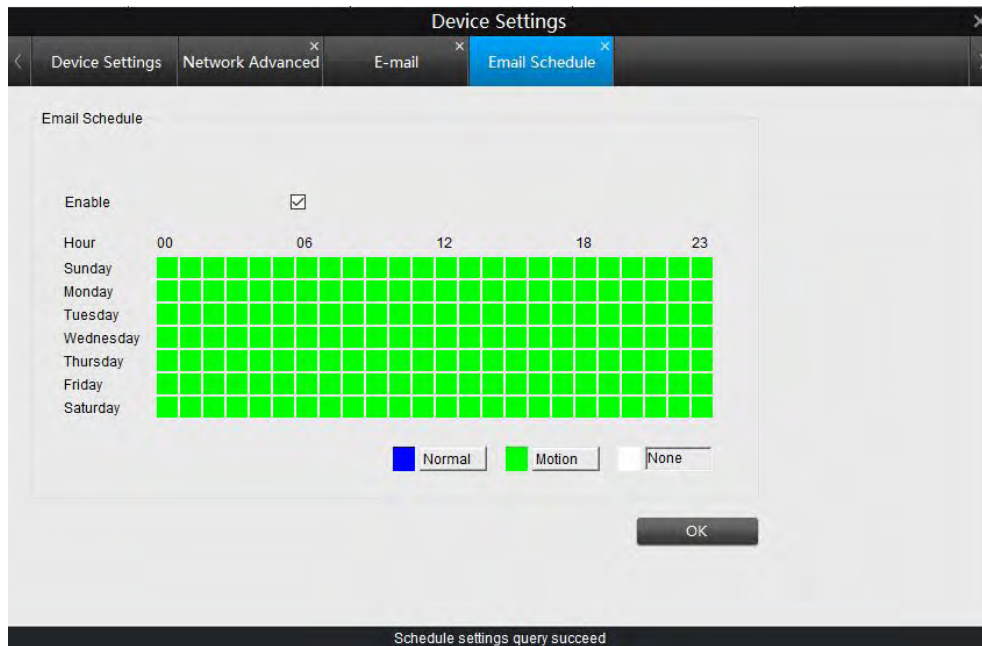 Device Settings
Device Settings Network Advanced E-mail Email Schedule
Email Schedule
Enable
Hour 00 06 12 18 23
Sunday
Monday
Tuesday
Wednesday
Thursday
Friday
Saturday
Normal Motion None
OK
Schedule settings query succeed